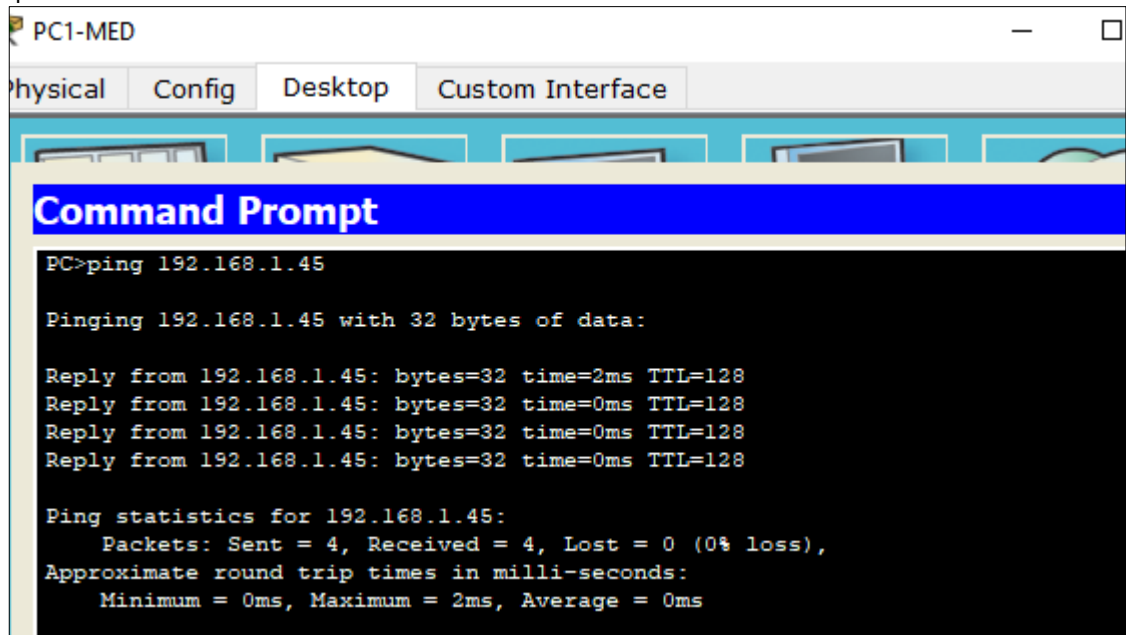 PC1-MED
Physical Config Desktop Custom Interface
Command Prompt
PC>ping 192.168.1.45
Pinging 192.168.1.45 with 32 bytes of data:
Reply from 192.168.1.45: bytes=32 time=2ms TTL=128
Reply from 192.168.1.45: bytes=32 time=0ms TTL=128
Reply from 192.168.1.45: bytes=32 time=0ms TTL=128
Reply from 192.168.1.45: bytes=32 time=0ms TTL=128
Ping statistics for 192.168.1.45:
Packets: Sent = 4, Received = 4, Lost = 0 (0% loss),
Approximate round trip times in milli-seconds:
Minimum = 0ms, Maximum = 2ms, Average = 0ms